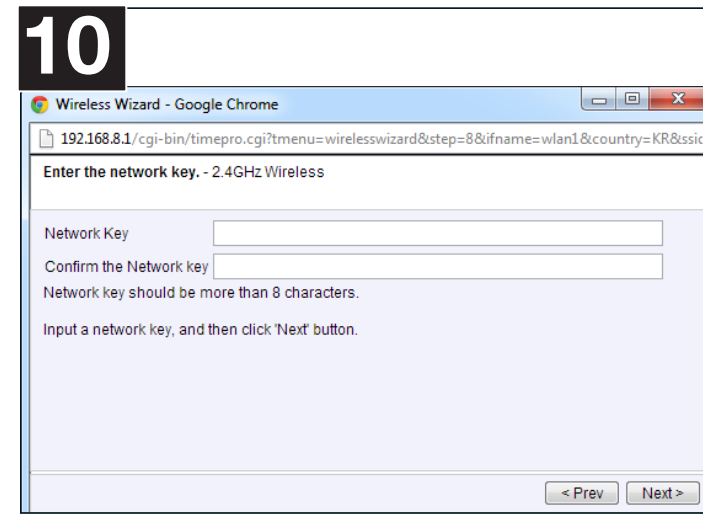 10
Wireless Wizard - Google Chrome
192.168.8.1/cgi-bin/timepro.cgi?tmenu=wirelesswizard&step=8&ifname=wlan1&country=KR&ssid
Enter the network key. - 2.4GHz Wireless
Network Key
Confirm the Network key
Network key should be more than 8 characters.
Input a network key, and then click 'Next' button.
< Prev
Next >